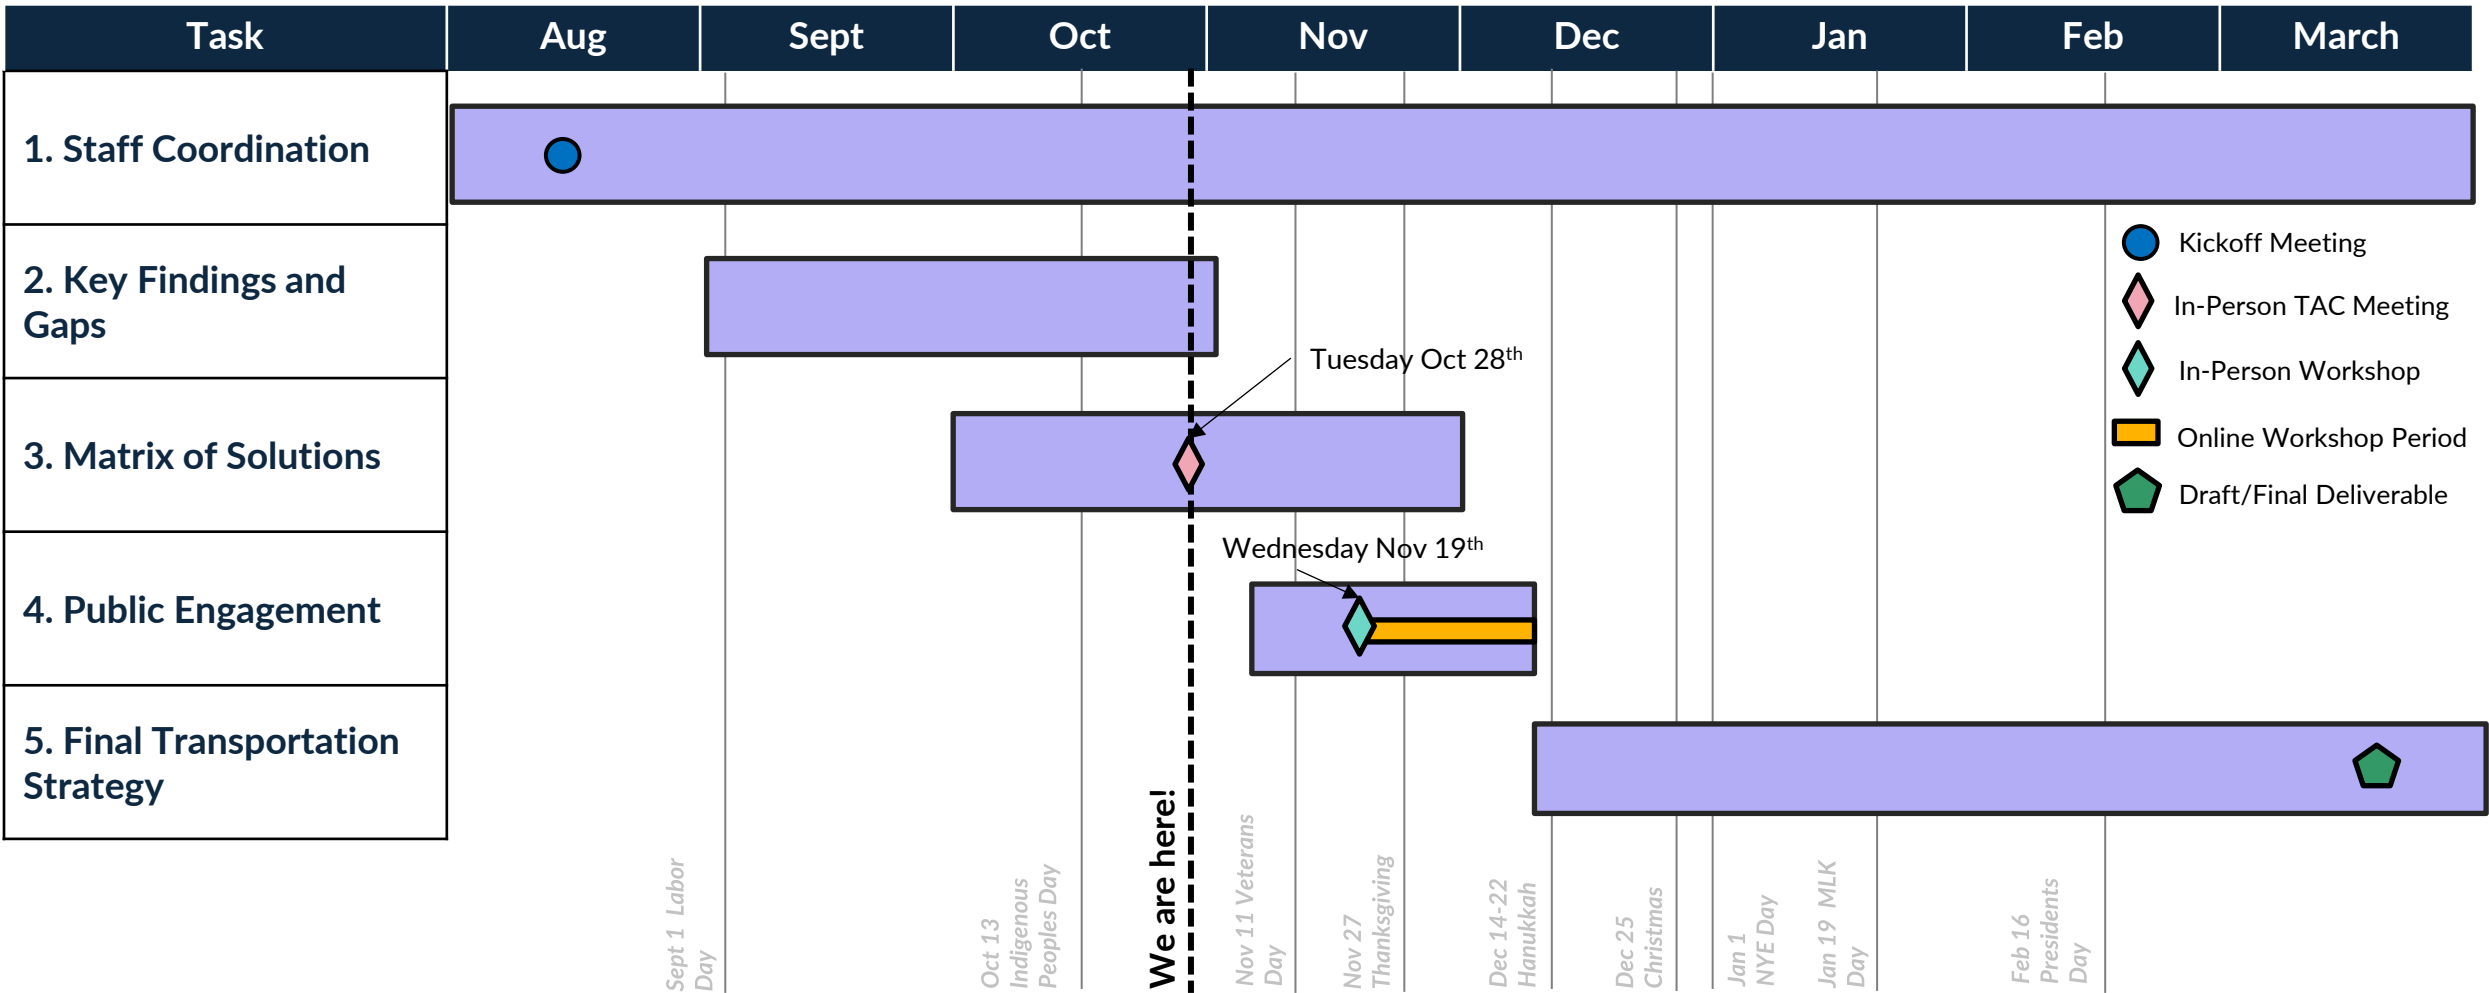 Task Aug Sept Oct Nov Dec Jan Feb March
1. Staff Coordination
2. Key Findings and
Gaps
3. Matrix of Solutions
4. Public Engagement
5. Final Transportation
Strategy
Tuesday Oct 28th
Wednesday Nov 19th
Kickoff Meeting
In-Person TAC Meeting
In-Person Workshop
Online Workshop Period
Draft/Final Deliverable
Sept 1 Labor
Day
Oct 13
Indigenous
Peoples Day
We are here!
Nov 11 Veterans
Day
Nov 27
Thanksgiving
Dec 14-22
Hanukkah
Dec 25
Christmas
Jan 1
NYE Day
Jan 19 MLK
Day
Feb 16
Presidents
Day